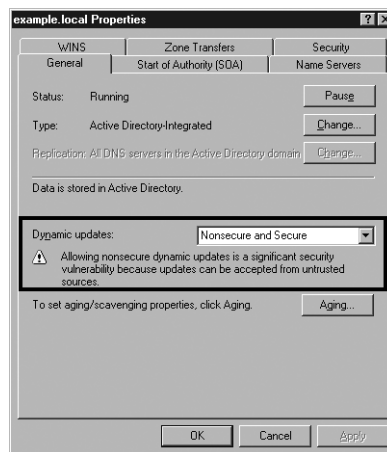 example.local Properties
WINS Zone Transfers Security
General Start of Authority (SOA) Name Servers
Status: Running Pause
Type: Active Directory-Integrated Change...
Replication: All DNS servers in the Active Directory domain Change...
Data is stored in Active Directory.
Dynamic updates: Nonsecure and Secure
Allowing nonsecure dynamic updates is a significant security
vulnerability because updates can be accepted from untrusted
sources.
To set aging/scavenging properties, click Aging. Aging...
OK Cancel Apply